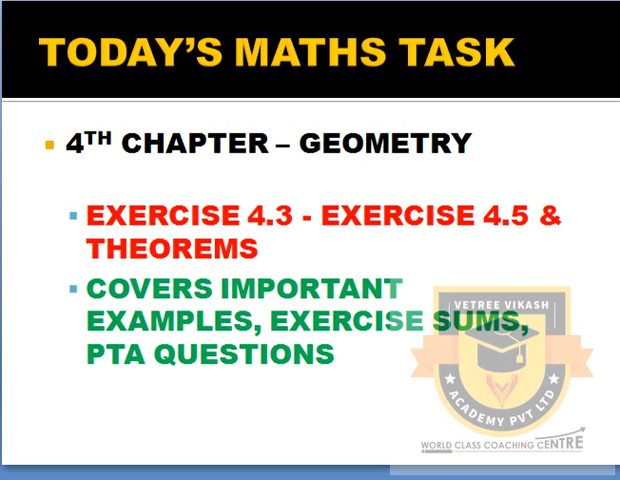 TODAY'S MATHS TASK
4TH CHAPTER – GEOMETRY
EXERCISE 4.3 - EXERCISE 4.5 &
THEOREMS
COVERS IMPORTANT
EXAMPLES, EXERCISE SUMS,
PTA QUESTIONS
VETREE VIKASH
ACADEMY PVT LTD
WORLD CLASS COACHING CENTRE